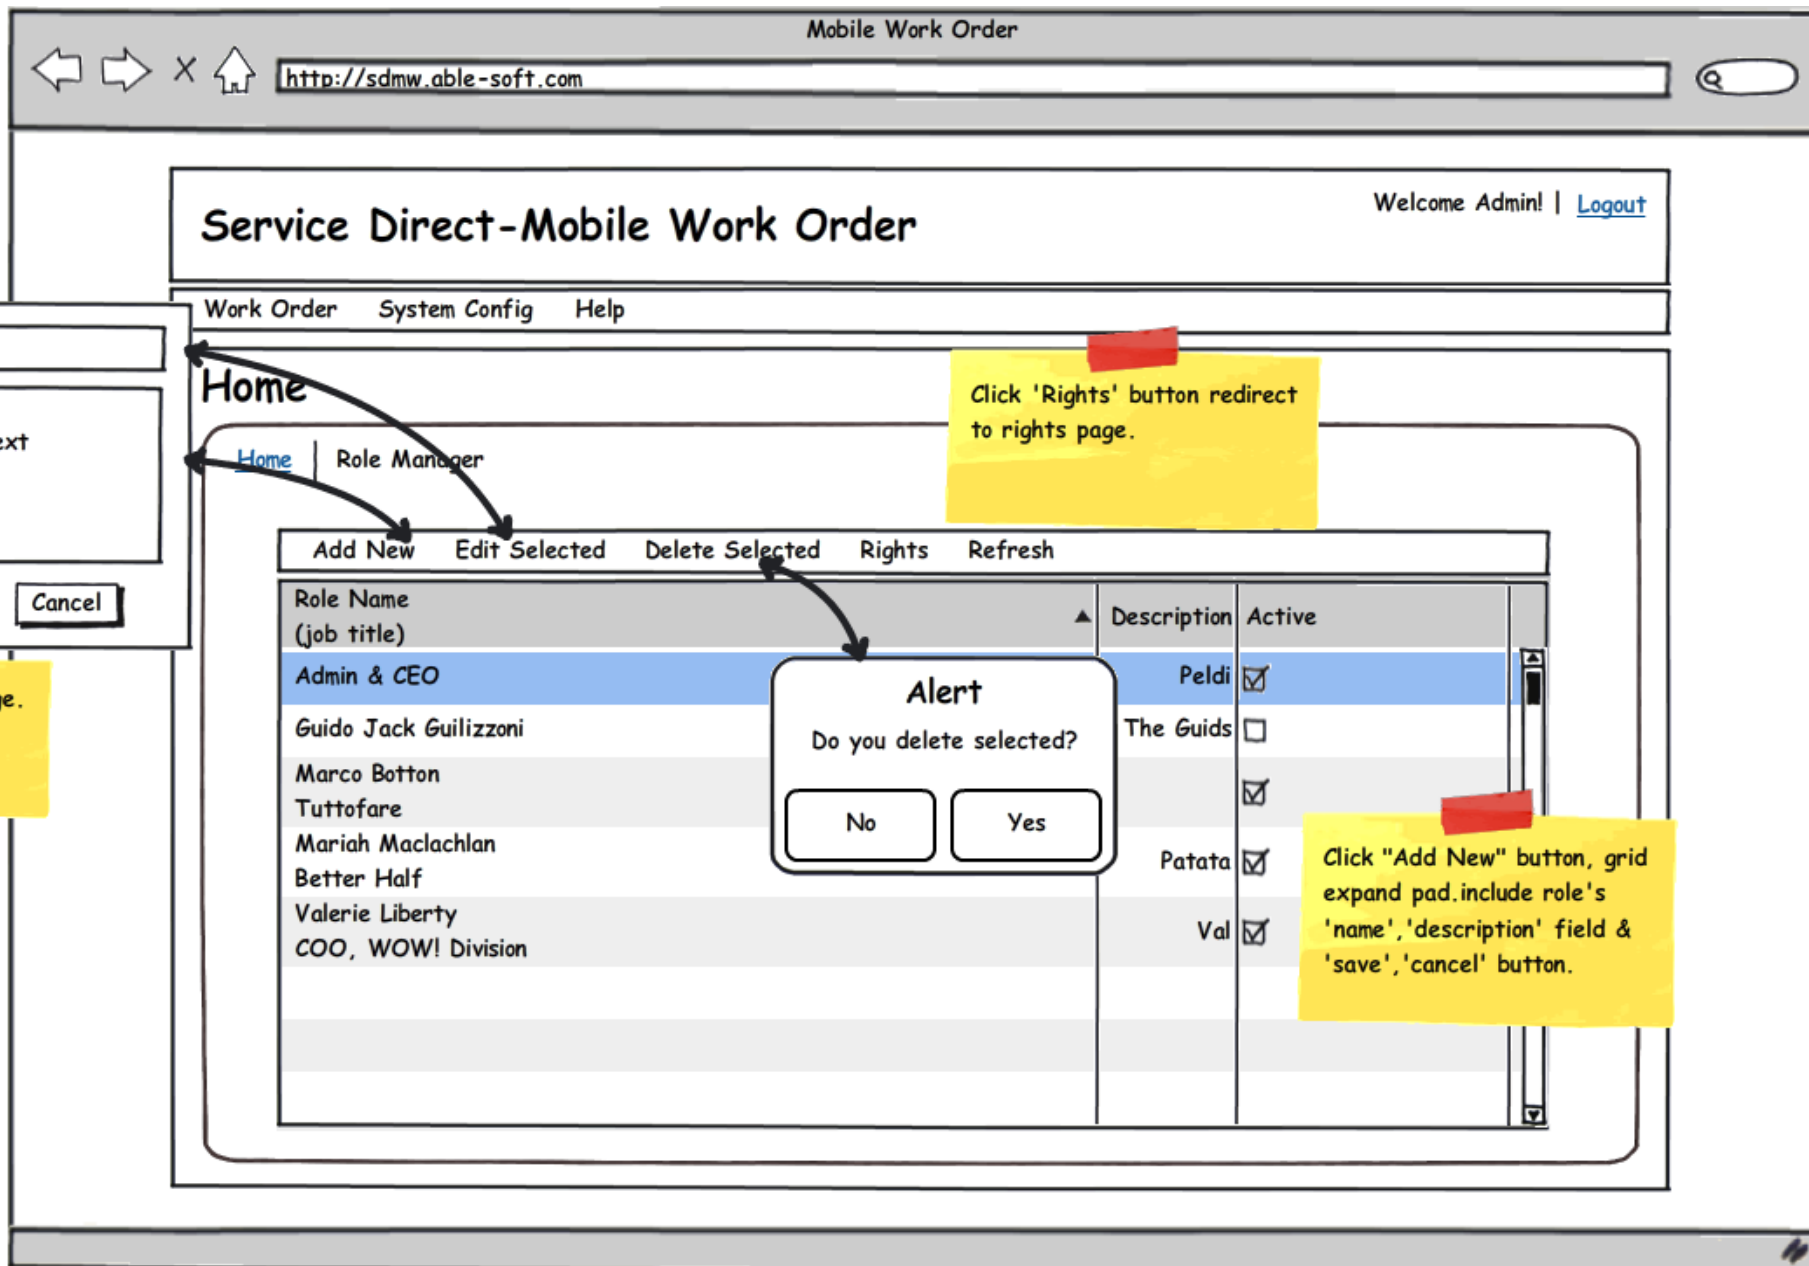 Mobile Work Order
http://sdmw.able-soft.com
Service Direct-Mobile Work Order
Welcome Admin! | Logout
Work Order System Config Help
Home
Click 'Rights' button redirect
to rights page.
Home | Role Manager
Add New Edit Selected Delete Selected Rights Refresh
Cancel
Role Name
(job title)
Description Active
Admin & CEO Peldi
Guido Jack Guilizzoni The Guids
Marco Botton
Tuttofare
Mariah Maclachlan
Better Half
Patata
Valerie Liberty
COO, WOW! Division
Val
Alert
Do you delete selected?
No Yes
Click "Add New" button, grid
expand pad.include role's
'name','description' field &
'save','cancel' button.